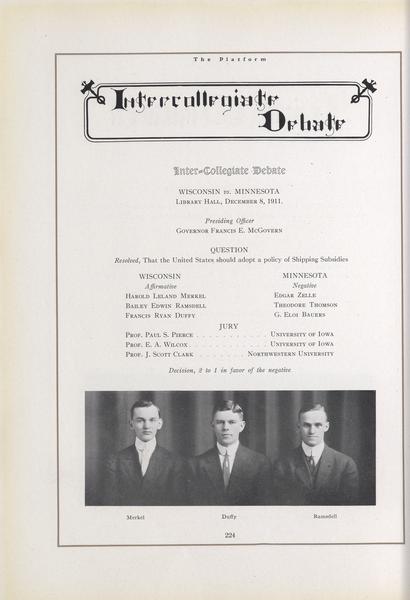 The Platform
Intercollegiate
Debate
Inter-Collegiate Debate
WISCONSIN vs. MINNESOTA
Library Hall, December 8, 1911.
Presiding Officer
Governor Francis E. McGovern
QUESTION
Resolved, That the United States should adopt a policy of Shipping Subsidies
WISCONSIN MINNESOTA
Affirmative Negative
Harold Leland Merkel Edgar Zelle
Bailey Edwin Ramsdell Theodore Thomson
Francis Ryan Duffy G. Eloi Bauers
JURY
Prof. Paul S. Pierce . . . . . . . . . . . University of Iowa
Prof. E. A. Wilcox . . . . . . . . . . . . University of Iowa
Prof. J. Scott Clark . . . . . . . Northwestern University
Decision, 2 to 1 in favor of the negative
Merkel Duffy Ramsdell
224